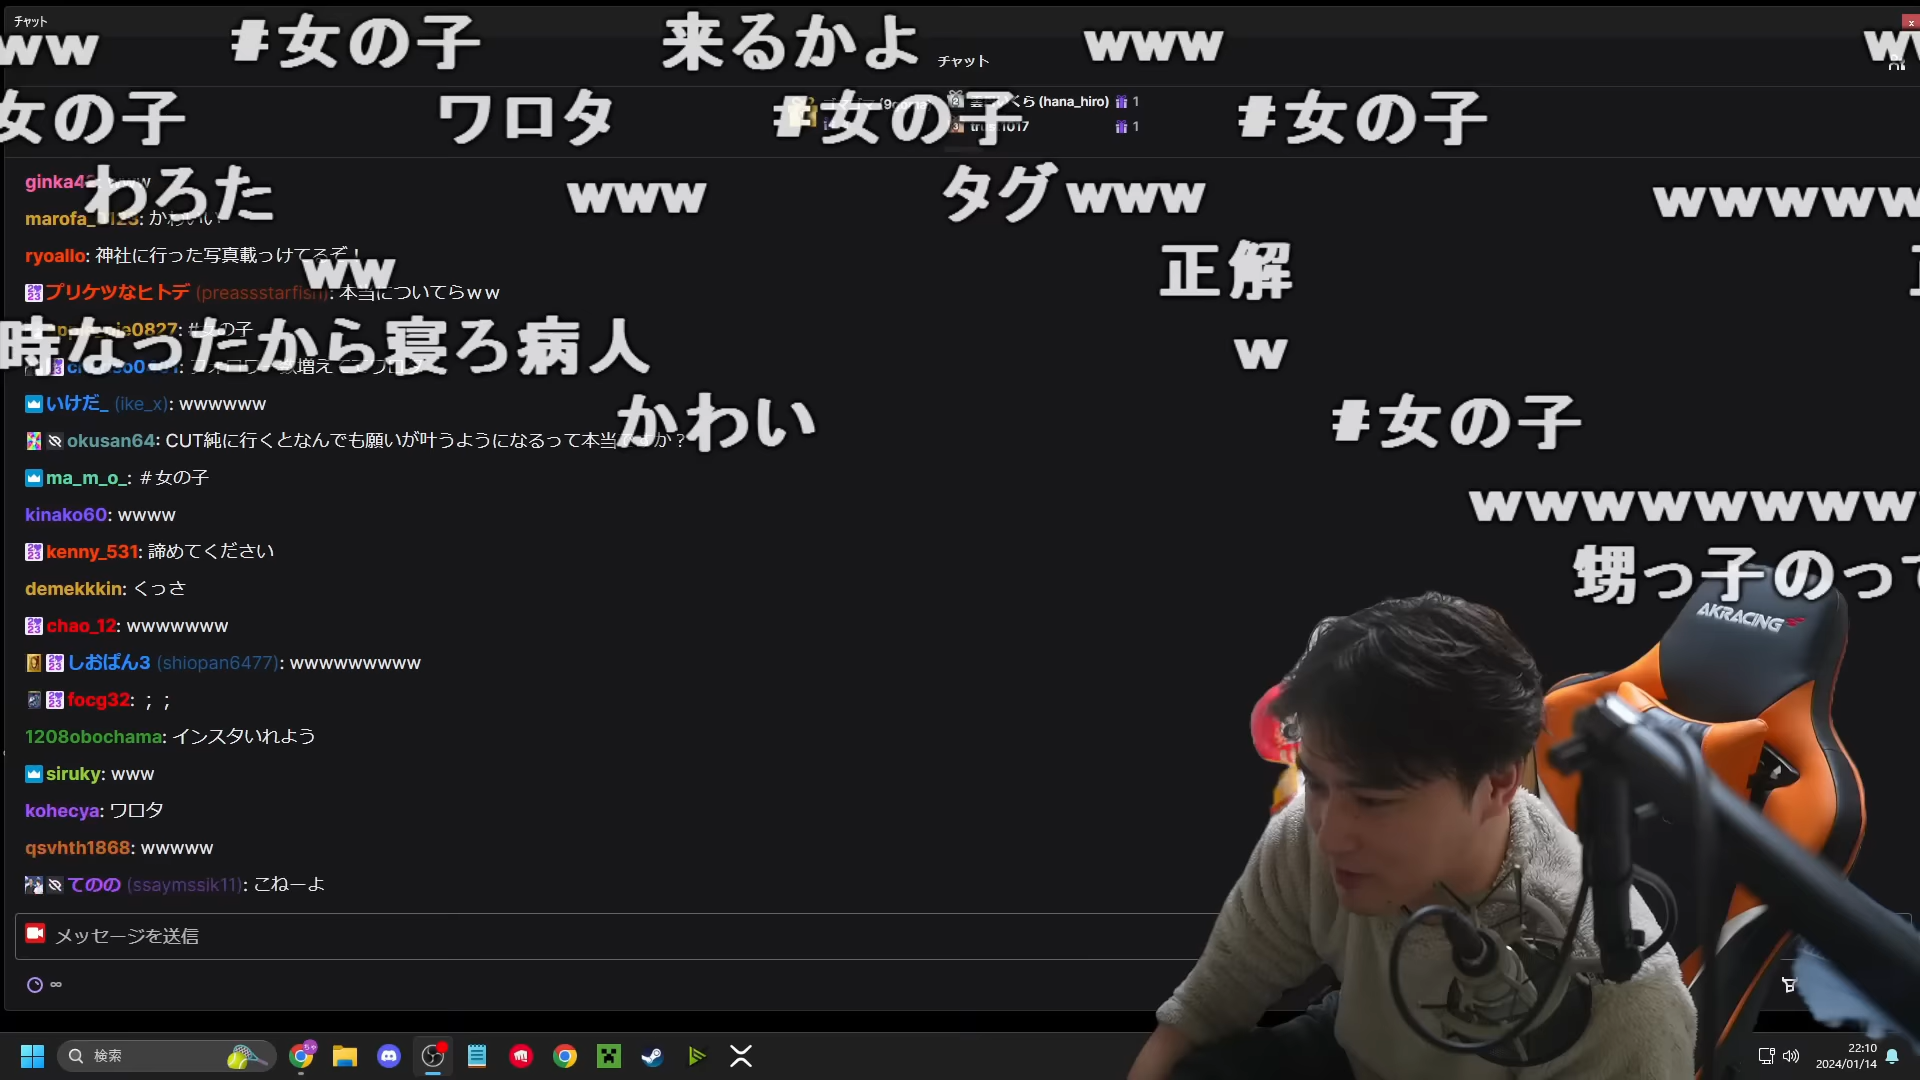 チャット
ww
#女の子
来るかよ
チャット
www
女の子
ワロタ
#女の子
(hana_hiro) 1
1
#女の子
わろた
www
タグwww
wwwww
marofa_
ryoallo: 神社に行った写真載っけてるぞ！
ww
正解
プリケツなヒトデ (preassstarfish): 本当についてらｗｗ
時なったから寝ろ病人
w
いけだ_ (ike_x): wwwwww
かわい
#女の子
okusan64: CUT純に行くとなんでも願いが叶うようになるって本当ですか？
ma_m_o_: ＃女の子
kinako60: wwww
wwwwwwwww
kenny_531: 諦めてください
甥っ子のって
demekkkin: くっさ
AKRACING
chao_12: wwwwwww
しおぱん3 (shiopan6477): wwwwwwwww
focg32: ；；
1208obochama: インスタいれよう
siruky: www
kohecya: ワロタ
qsvhth1868: wwwww
てのの (ssaymssik11): こねーよ
メッセージを送信
∞
検索
22:10
2024/01/14